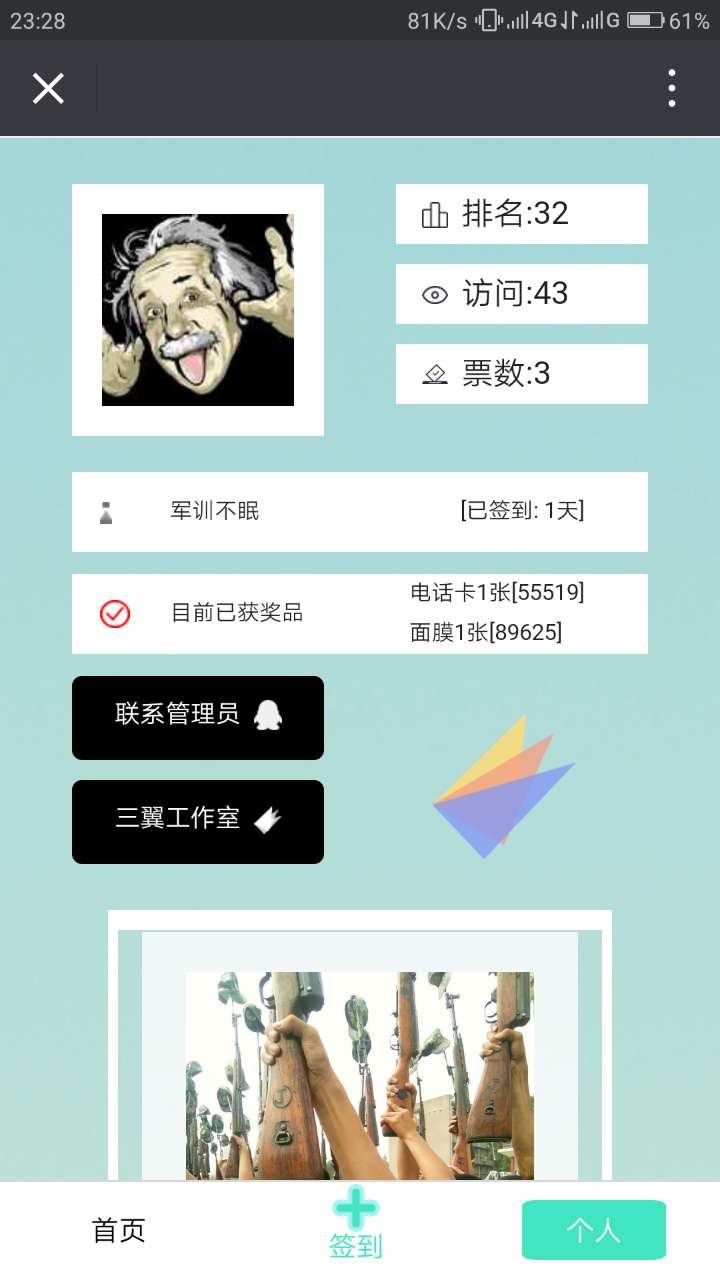 23:28
81K/s 4G G 61%
排名:32
访问:43
票数:3
军训不眠 [已签到: 1天]
目前已获奖品
电话卡1张[55519]
面膜1张[89625]
联系管理员
三翼工作室
首页 签到 个人